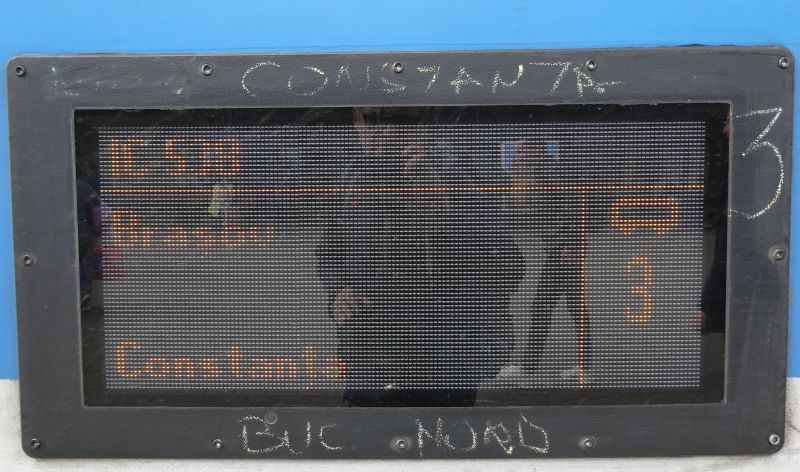 CONSTANTA
3
IC 538
Brașov
3
Constanța
BUC NORD